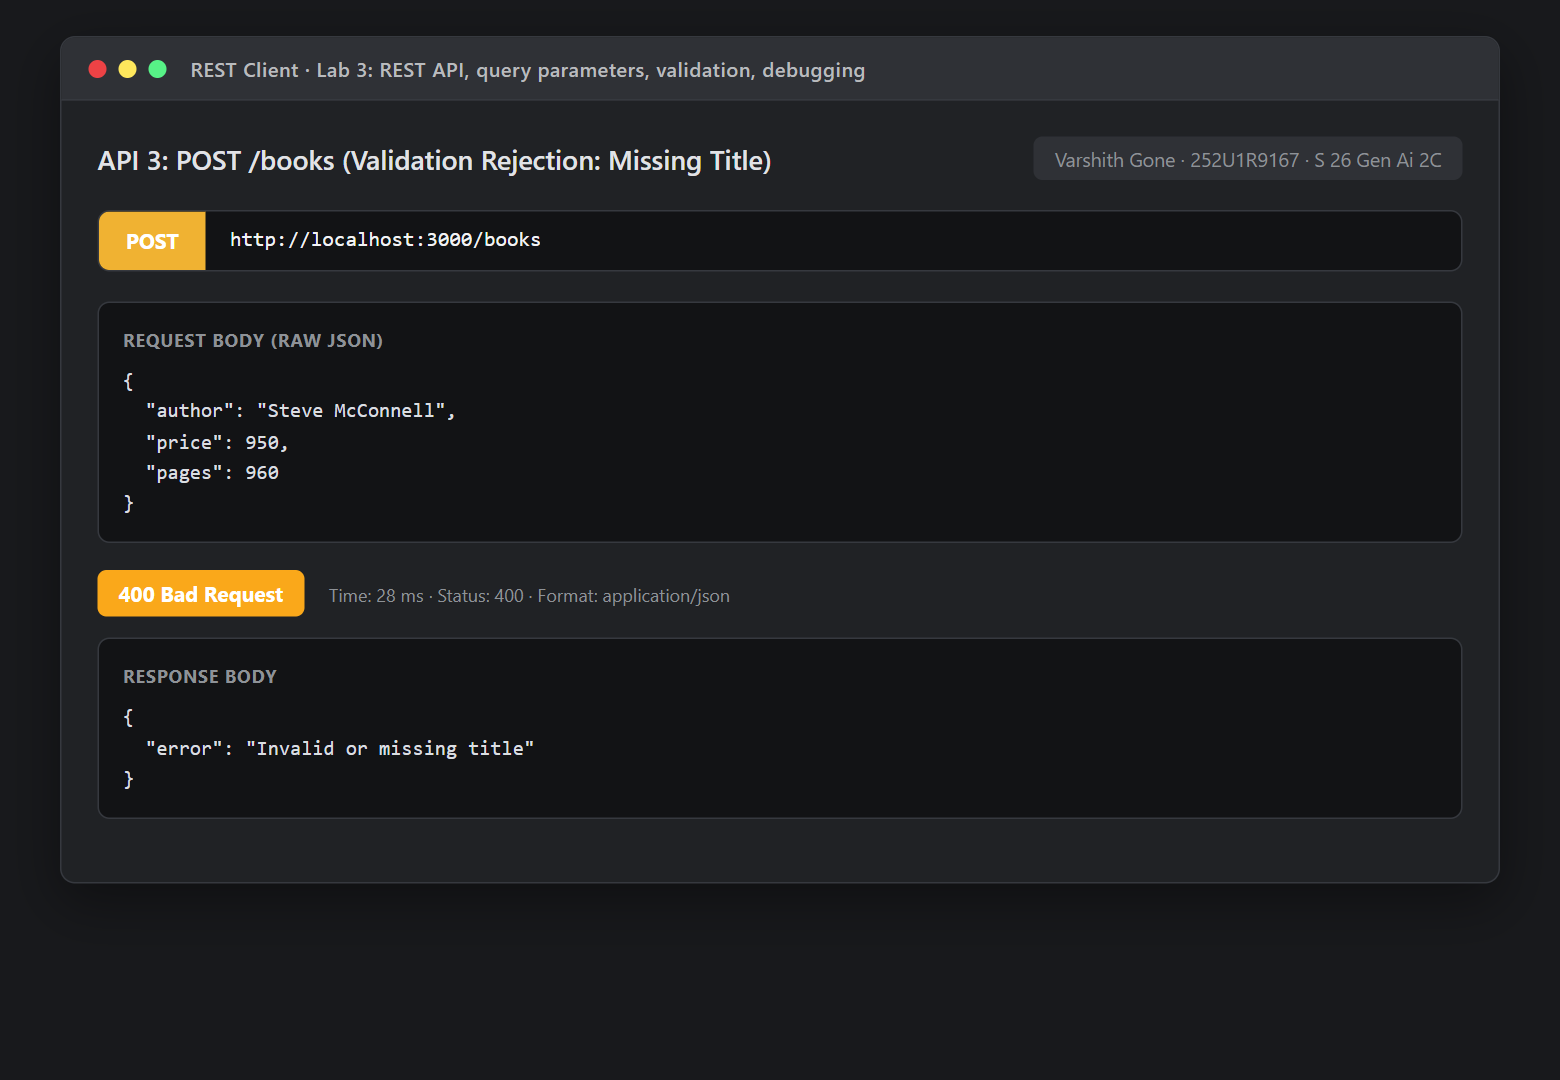 REST Client · Lab 3: REST API, query parameters, validation, debugging
API 3: POST /books (Validation Rejection: Missing Title)
Varshith Gone · 252U1R9167 · S 26 Gen Ai 2C
POST
http://localhost:3000/books
REQUEST BODY (RAW JSON)
{
  "author": "Steve McConnell",
  "price": 950,
  "pages": 960
}
400 Bad Request
Time: 28 ms · Status: 400 · Format: application/json
RESPONSE BODY
{
  "error": "Invalid or missing title"
}